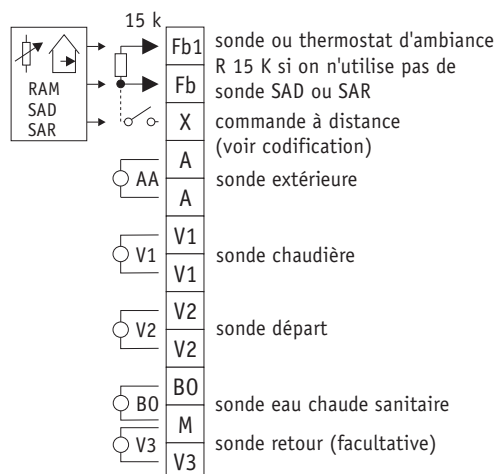 15 k
RAM
SAD
SAR
Fb1 sonde ou thermostat d'ambiance
R 15 K si on n'utilise pas de
Fb sonde SAD ou SAR
X commande à distance
(voir codification)
A
AA sonde extérieure
A
V1
V1 sonde chaudière
V1
V2
V2 sonde départ
V2
BO
BO sonde eau chaude sanitaire
M
V3 sonde retour (facultative)
V3